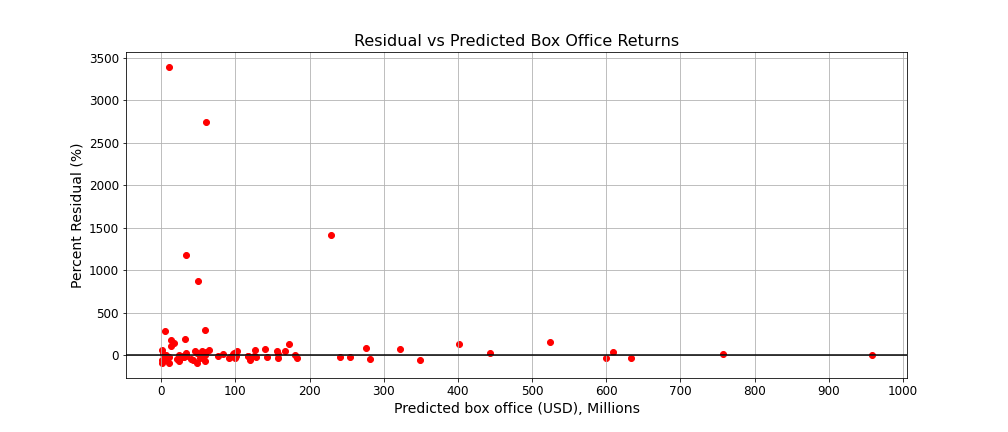 Residual vs Predicted Box Office Returns
Percent Residual (%)
3500
3000
2500
2000
1500
1000
500
0
0 100 200 300 400 500 600 700 800 900 1000
Predicted box office (USD), Millions